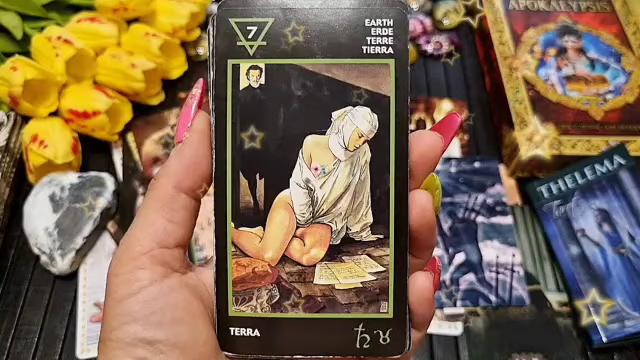 7
EARTH
ERDE
TERRE
TIERRA
TERRA
♄ ♉
APOKALYPSIS
THELEMA